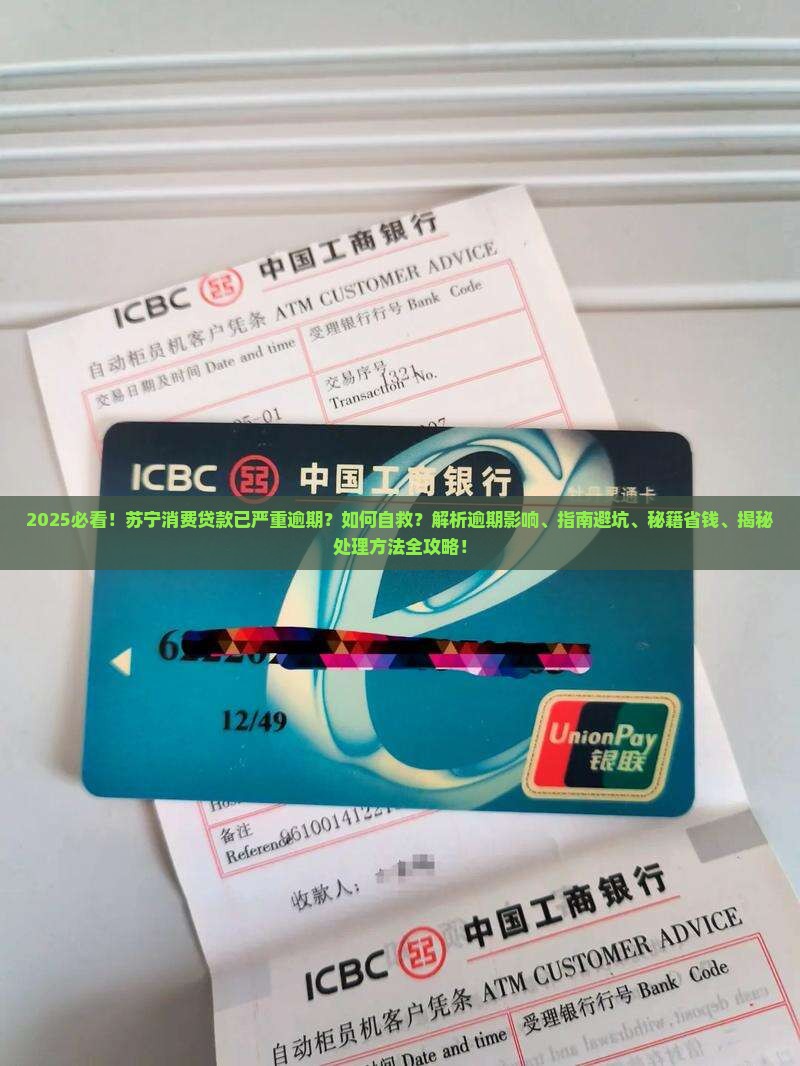 ICBC 中国工商银行
自动柜员机客户凭条 ATM CUSTOMER ADVICE
交易日期及时间 Date and time
受理银行行号 Bank Code
交易序号
1321
Transaction No.
ICBC 中国工商银行
牡丹灵通卡
2025必看！苏宁消费贷款已严重逾期？如何自救？解析逾期影响、指南避坑、秘籍省钱、揭秘
处理方法全攻略！
12/49
UnionPay
银联
备注
Reference
收款人：
ICBC 中国工商银行
自动柜员机客户凭条 ATM CUSTOMER ADVICE
Date and time
受理银行行号 Bank Code